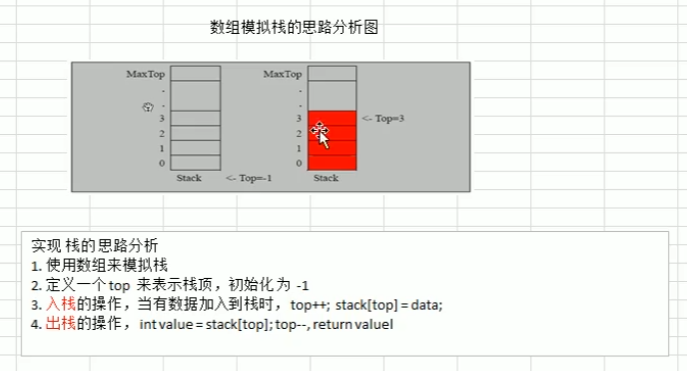 数组模拟栈的思路分析图
MaxTop MaxTop
. .
. .
3 3 <- Top=3
2 2
1 1
0 0
Stack <- Top=-1 Stack
实现 栈的思路分析
1. 使用数组来模拟栈
2. 定义一个 top 来表示栈顶，初始化为 -1
3. 入栈的操作，当有数据加入到栈时，top++; stack[top] = data;
4. 出栈的操作，int value = stack[top]; top--, return value